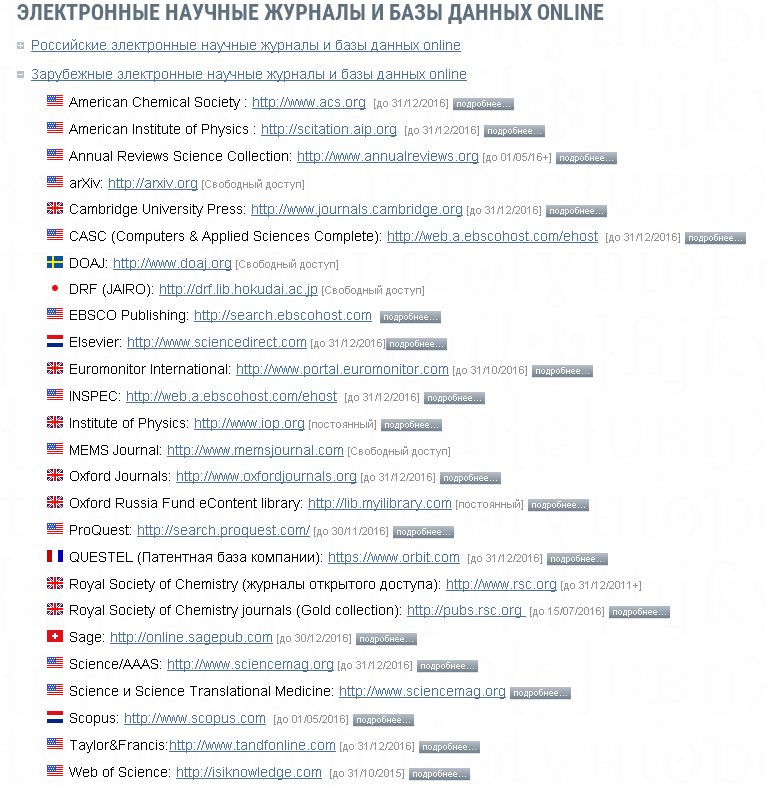 ЭЛЕКТРОННЫЕ НАУЧНЫЕ ЖУРНАЛЫ И БАЗЫ ДАННЫХ ONLINE
Российские электронные научные журналы и базы данных online
Зарубежные электронные научные журналы и базы данных online
American Chemical Society : http://www.acs.org [до 31/12/2016] подробнее...
American Institute of Physics : http://scitation.aip.org [до 31/12/2016] подробнее...
Annual Reviews Science Collection: http://www.annualreviews.org [до 01/05/16+] подробнее...
arXiv: http://arxiv.org [Свободный доступ]
Cambridge University Press: http://www.journals.cambridge.org [до 31/12/2016] подробнее...
CASC (Computers & Applied Sciences Complete): http://web.a.ebscohost.com/ehost [до 31/12/2016] подробнее...
DOAJ: http://www.doaj.org [Свободный доступ]
DRF (JAIRO): http://drf.lib.hokudai.ac.jp [Свободный доступ]
EBSCO Publishing: http://search.ebscohost.com подробнее...
Elsevier: http://www.sciencedirect.com [до 31/12/2016] подробнее...
Euromonitor International: http://www.portal.euromonitor.com [до 31/10/2016] подробнее...
INSPEC: http://web.a.ebscohost.com/ehost [до 31/12/2016] подробнее...
Institute of Physics: http://www.iop.org [постоянный] подробнее...
MEMS Journal: http://www.memsjournal.com [Свободный доступ]
Oxford Journals: http://www.oxfordjournals.org [до 31/12/2016] подробнее...
Oxford Russia Fund eContent library: http://lib.myilibrary.com [постоянный] подробнее...
ProQuest: http://search.proquest.com/ [до 30/11/2016] подробнее...
QUESTEL (Патентная база компании): https://www.orbit.com [до 31/12/2016] подробнее...
Royal Society of Chemistry (журналы открытого доступа): http://www.rsc.org [до 31/12/2011+]
Royal Society of Chemistry journals (Gold collection): http://pubs.rsc.org [до 15/07/2016] подробнее...
Sage: http://online.sagepub.com [до 30/12/2016] подробнее...
Science/AAAS: http://www.sciencemag.org [до 31/12/2016] подробнее...
Science и Science Translational Medicine: http://www.sciencemag.org подробнее...
Scopus: http://www.scopus.com [до 01/05/2016] подробнее...
Taylor&Francis:http://www.tandfonline.com [до 31/12/2016] подробнее...
Web of Science: http://isiknowledge.com [до 31/10/2015] подробнее...